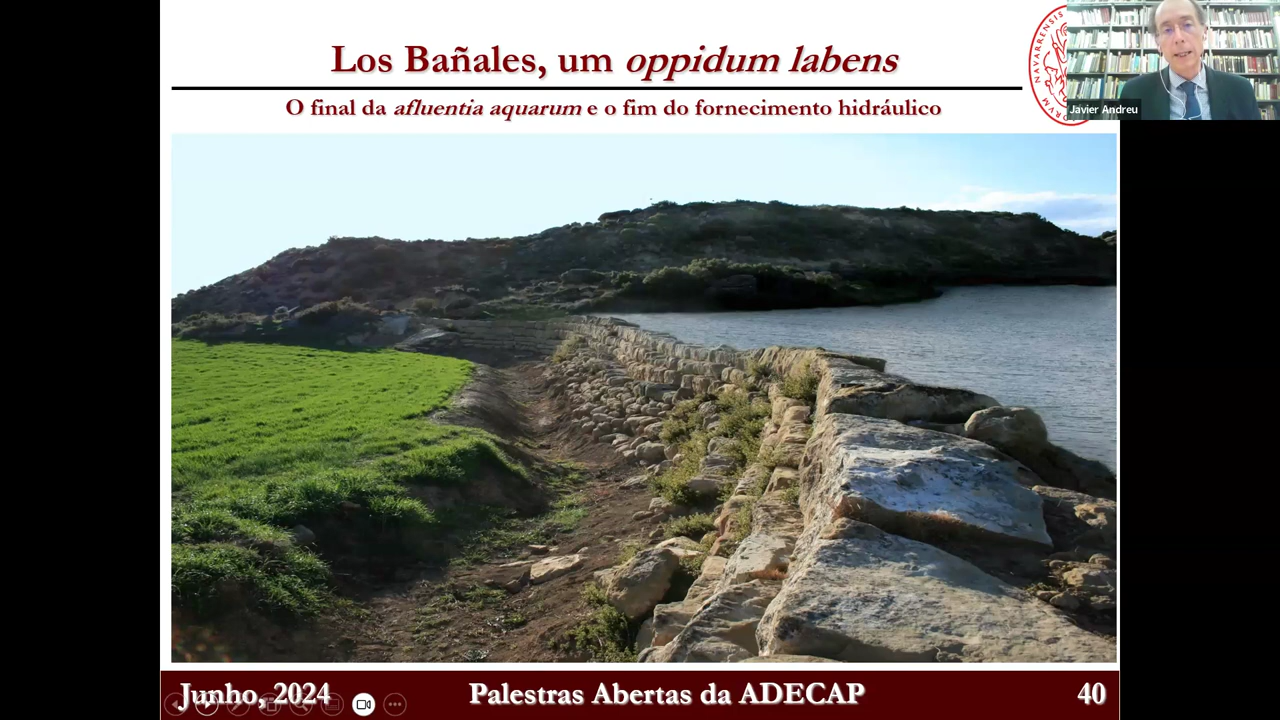 Los Bañales, um oppidum labens
O final da afluentia aquarum e o fim do fornecimento hidráulico
NAVARRENSIS
Javier Andreu
Junho, 2024
Palestras Abertas da ADECAP
40